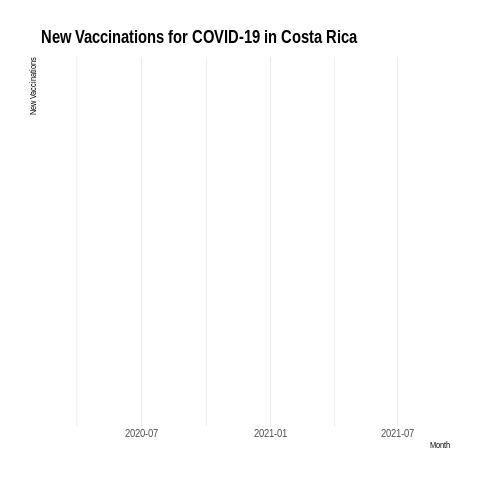 New Vaccinations for COVID-19 in Costa Rica
New Vaccinations
2020-07
2021-01
2021-07
Month